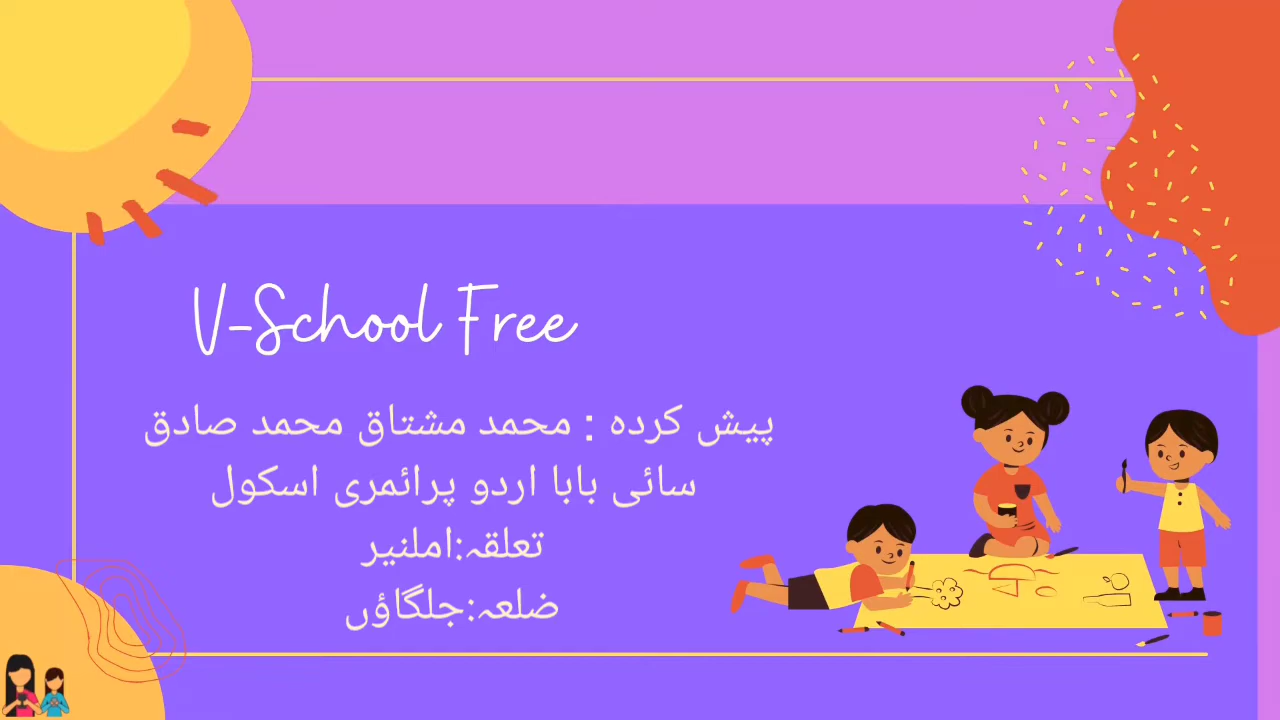 V-School Free
پیش کردہ : محمد مشتاق محمد صادق
سائی بابا اردو پرائمری اسکول
تعلقہ:املنیر
ضلعہ:جلگاؤں